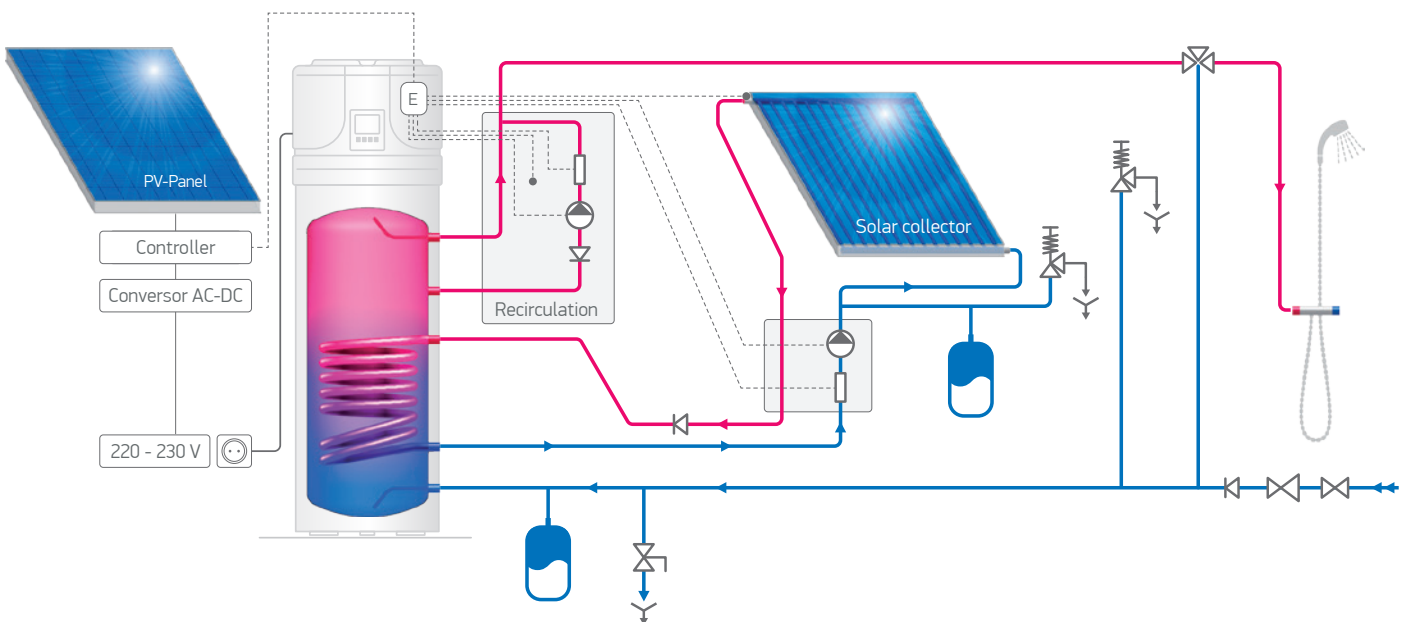 E
PV-Panel
Controller
Conversor AC-DC
220 - 230 V
Recirculation
Solar collector